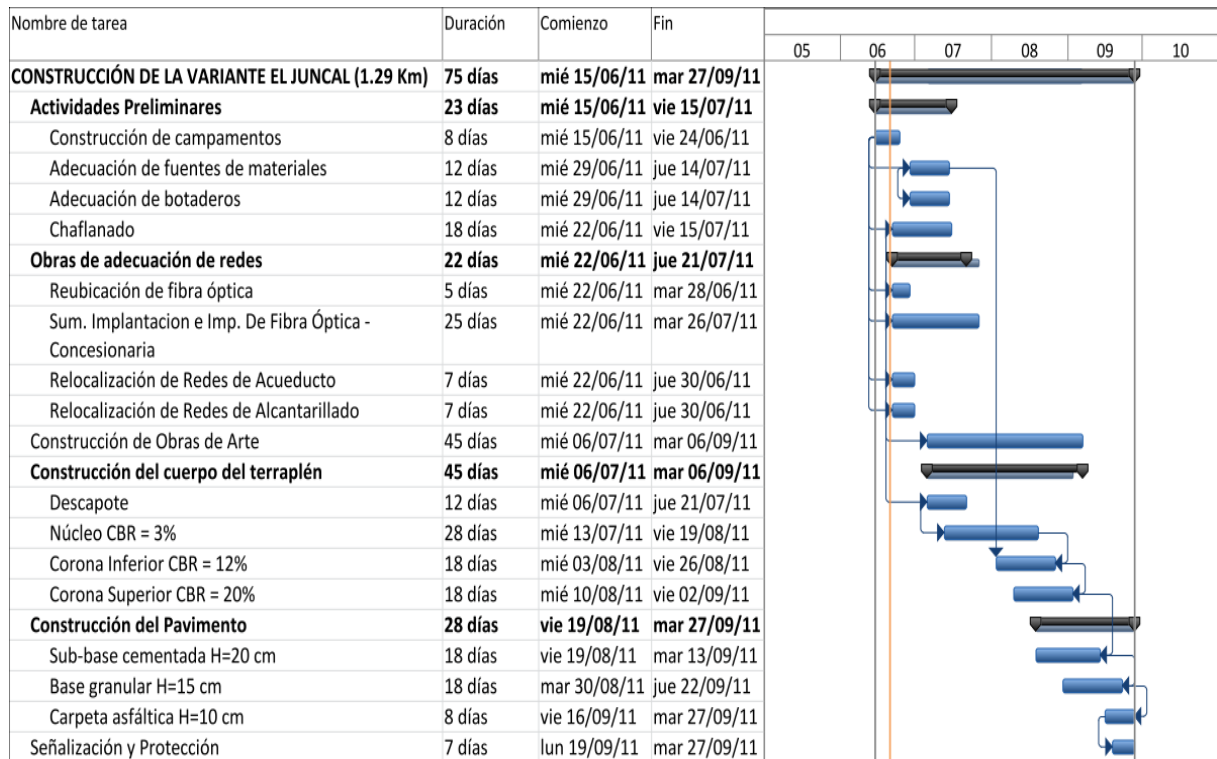 Nombre de tarea Duración Comienzo Fin
05 06 07 08 09 10
CONSTRUCCIÓN DE LA VARIANTE EL JUNCAL (1.29 Km) 75 días mié 15/06/11 mar 27/09/11
Actividades Preliminares 23 días mié 15/06/11 vie 15/07/11
Construcción de campamentos 8 días mié 15/06/11 vie 24/06/11
Adecuación de fuentes de materiales 12 días mié 29/06/11 jue 14/07/11
Adecuación de botaderos 12 días mié 29/06/11 jue 14/07/11
Chaflanado 18 días mié 22/06/11 vie 15/07/11
Obras de adecuación de redes 22 días mié 22/06/11 jue 21/07/11
Reubicación de fibra óptica 5 días mié 22/06/11 mar 28/06/11
Sum. Implantacion e Imp. De Fibra Óptica - 25 días mié 22/06/11 mar 26/07/11
Concesionaria
Relocalización de Redes de Acueducto 7 días mié 22/06/11 jue 30/06/11
Relocalización de Redes de Alcantarillado 7 días mié 22/06/11 jue 30/06/11
Construcción de Obras de Arte 45 días mié 06/07/11 mar 06/09/11
Construcción del cuerpo del terraplén 45 días mié 06/07/11 mar 06/09/11
Descapote 12 días mié 06/07/11 jue 21/07/11
Núcleo CBR = 3% 28 días mié 13/07/11 vie 19/08/11
Corona Inferior CBR = 12% 18 días mié 03/08/11 vie 26/08/11
Corona Superior CBR = 20% 18 días mié 10/08/11 vie 02/09/11
Construcción del Pavimento 28 días vie 19/08/11 mar 27/09/11
Sub-base cementada H=20 cm 18 días vie 19/08/11 mar 13/09/11
Base granular H=15 cm 18 días mar 30/08/11 jue 22/09/11
Carpeta asfáltica H=10 cm 8 días vie 16/09/11 mar 27/09/11
Señalización y Protección 7 días lun 19/09/11 mar 27/09/11